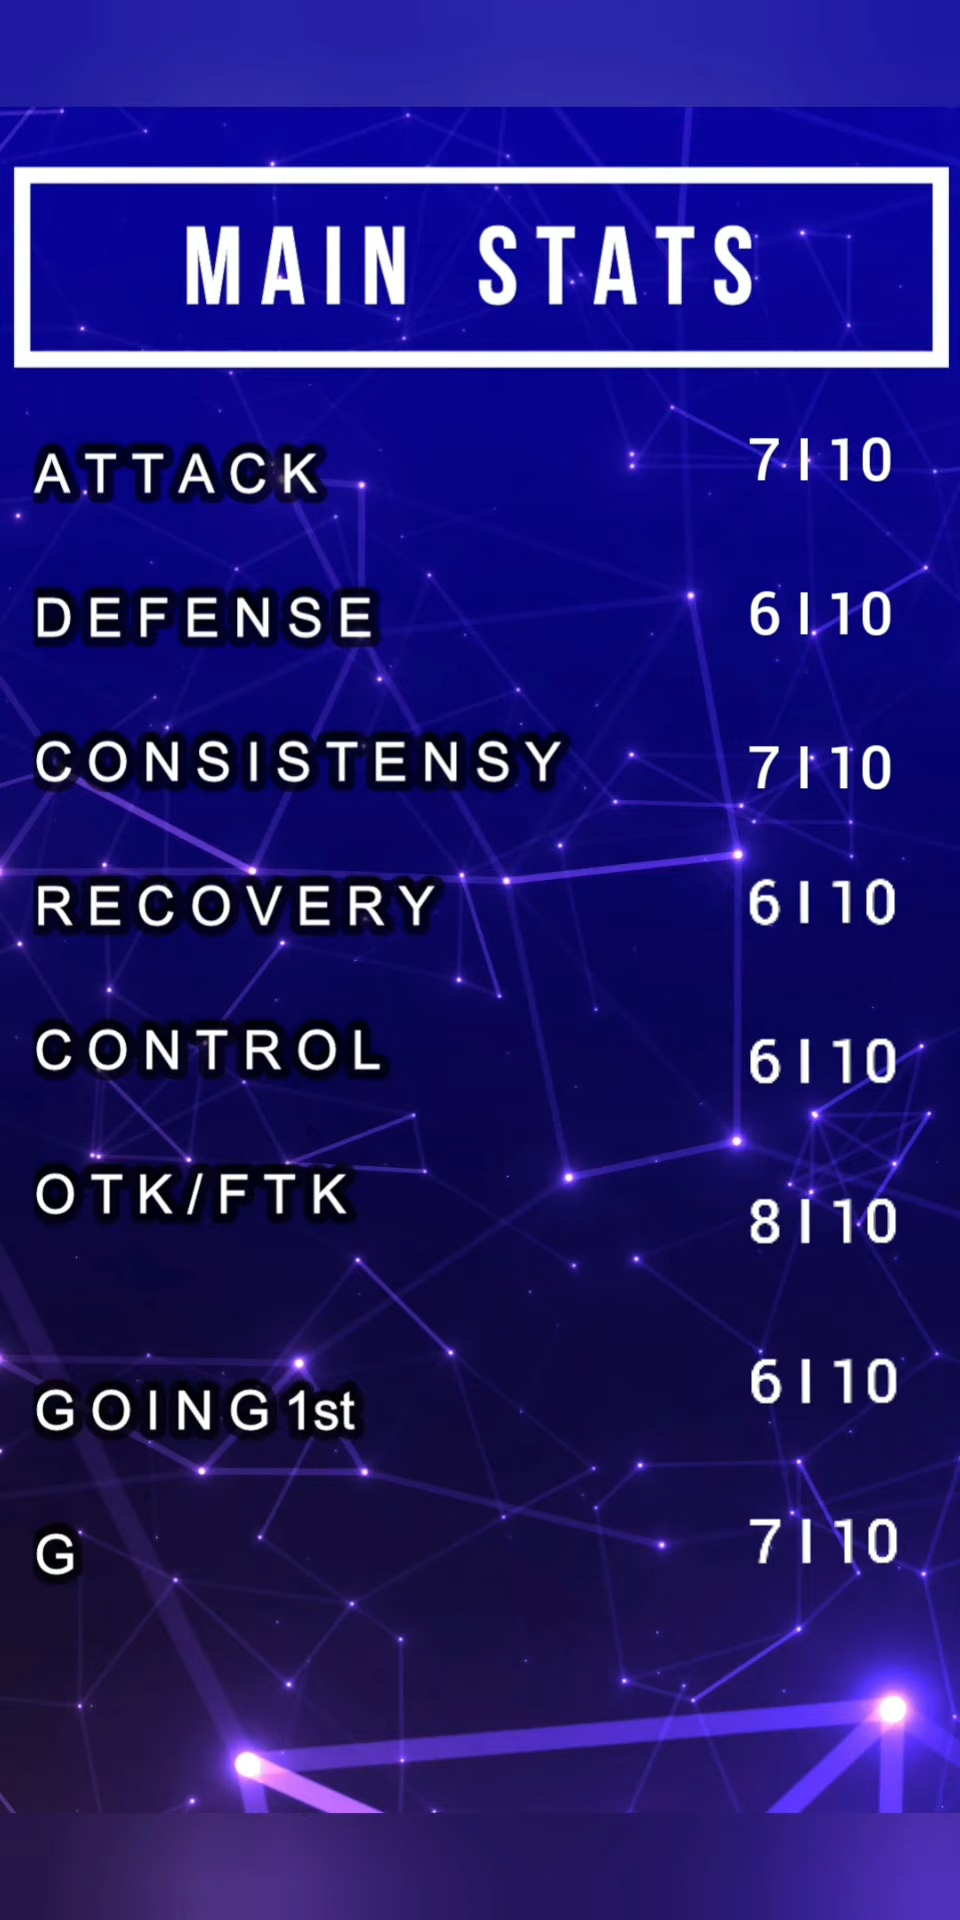 MAIN STATS
ATTACK 7|10
DEFENSE 6|10
CONSISTENSY 7|10
RECOVERY 6|10
CONTROL 6|10
OTK/FTK 8|10
GOING 1st 6|10
G 7|10